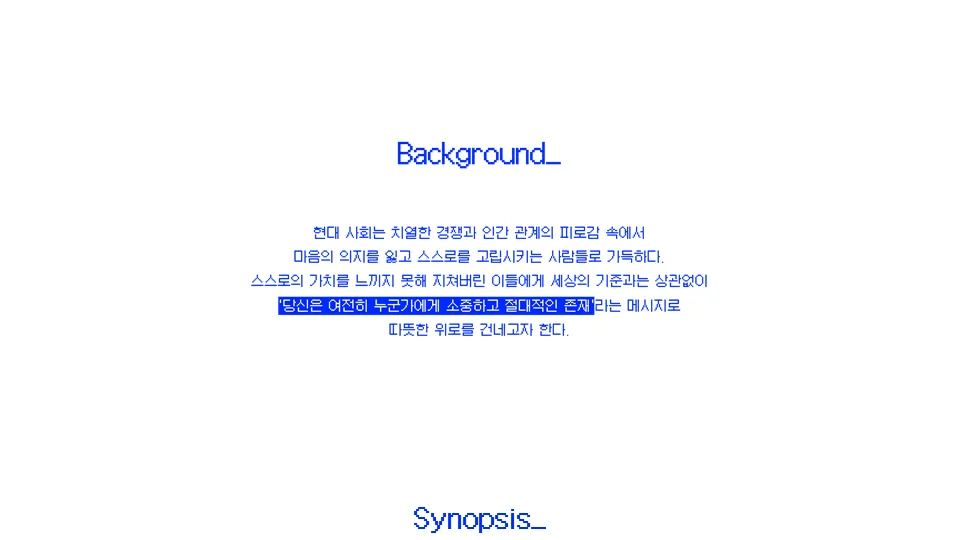 Background_
현대 사회는 치열한 경쟁과 인간 관계의 피로감 속에서
마음의 의지를 잃고 스스로를 고립시키는 사람들로 가득하다.
스스로의 가치를 느끼지 못해 지쳐버린 이들에게 세상의 기준과는 상관없이
'당신은 여전히 누군가에게 소중하고 절대적인 존재'라는 메시지로
따뜻한 위로를 건네고자 한다.
Synopsis_